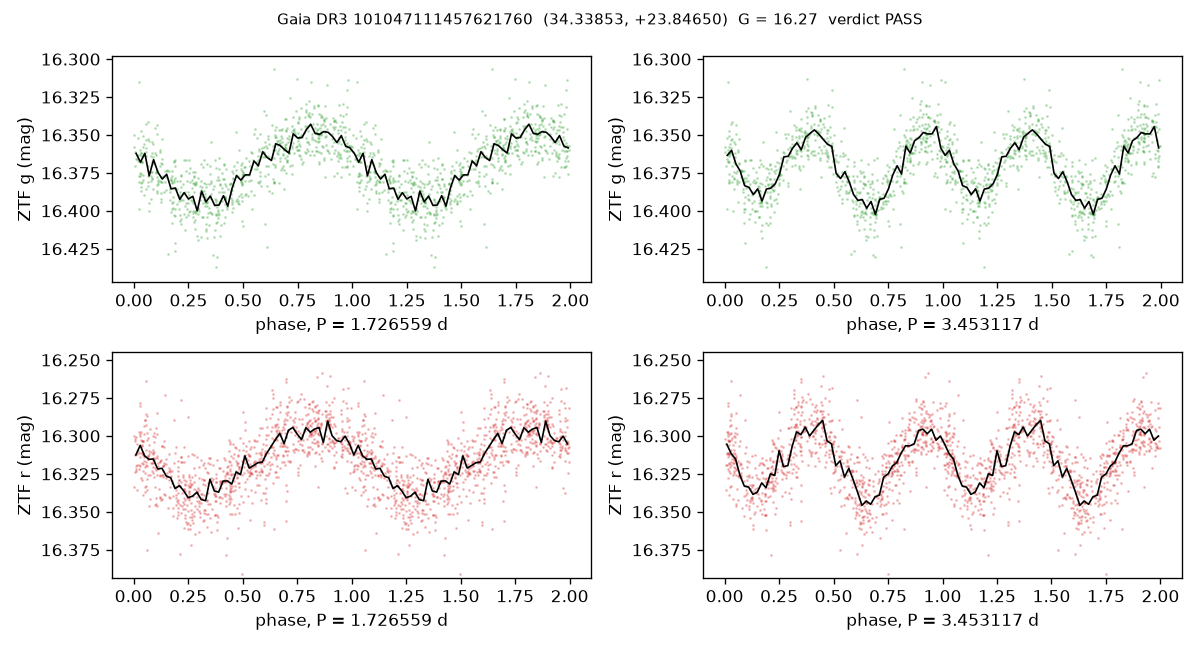 Gaia DR3 101047111457621760  (34.33853, +23.84650)  G = 16.27  verdict PASS
ZTF g (mag)
16.300
16.325
16.350
16.375
16.400
16.425
0.00 0.25 0.50 0.75 1.00 1.25 1.50 1.75 2.00
phase, P = 1.726559 d
ZTF g (mag)
16.300
16.325
16.350
16.375
16.400
16.425
0.00 0.25 0.50 0.75 1.00 1.25 1.50 1.75 2.00
phase, P = 3.453117 d
ZTF r (mag)
16.250
16.275
16.300
16.325
16.350
16.375
0.00 0.25 0.50 0.75 1.00 1.25 1.50 1.75 2.00
phase, P = 1.726559 d
ZTF r (mag)
16.250
16.275
16.300
16.325
16.350
16.375
0.00 0.25 0.50 0.75 1.00 1.25 1.50 1.75 2.00
phase, P = 3.453117 d